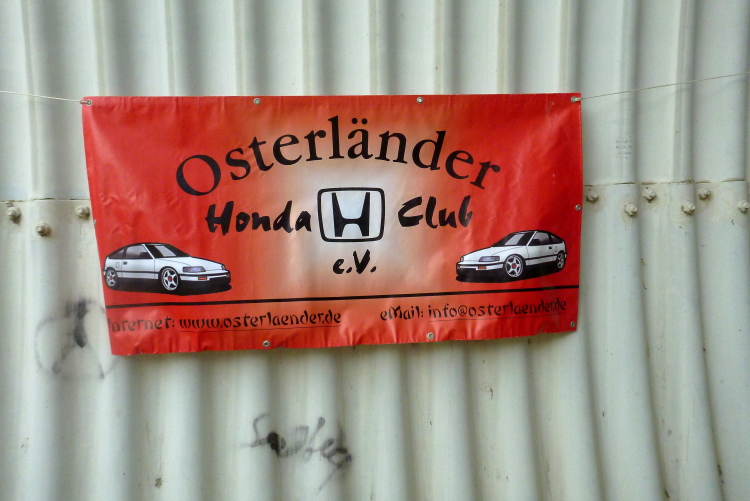 Osterländer
Honda H Club
e.V.
Internet: www.osterlaender.de
eMail: info@osterlaender.de